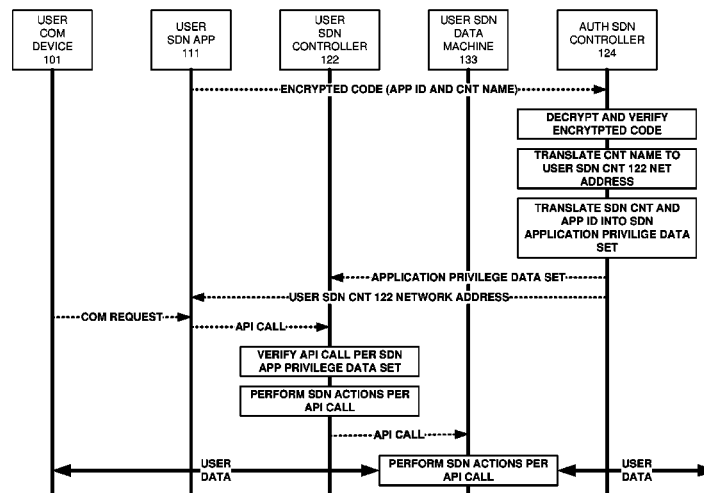 USER
COM
DEVICE
101
USER
SDN APP
111
USER
SDN
CONTROLLER
122
USER SDN
DATA
MACHINE
133
AUTH SDN
CONTROLLER
124
ENCRYPTED CODE (APP ID AND CNT NAME)
DECRYPT AND VERIFY
ENCRYTPTED CODE
TRANSLATE CNT NAME TO
USER SDN CNT 122 NET
ADDRESS
TRANSLATE SDN CNT AND
APP ID INTO SDN
APPLICATION PRIVILIGE DATA
SET
APPLICATION PRIVILEGE DATA SET
USER SDN CNT 122 NETWORK ADDRESS
COM REQUEST
API CALL
VERIFY API CALL PER SDN
APP PRIVILEGE DATA SET
PERFORM SDN ACTIONS PER
API CALL
API CALL
USER
DATA
PERFORM SDN ACTIONS PER
API CALL
USER
DATA